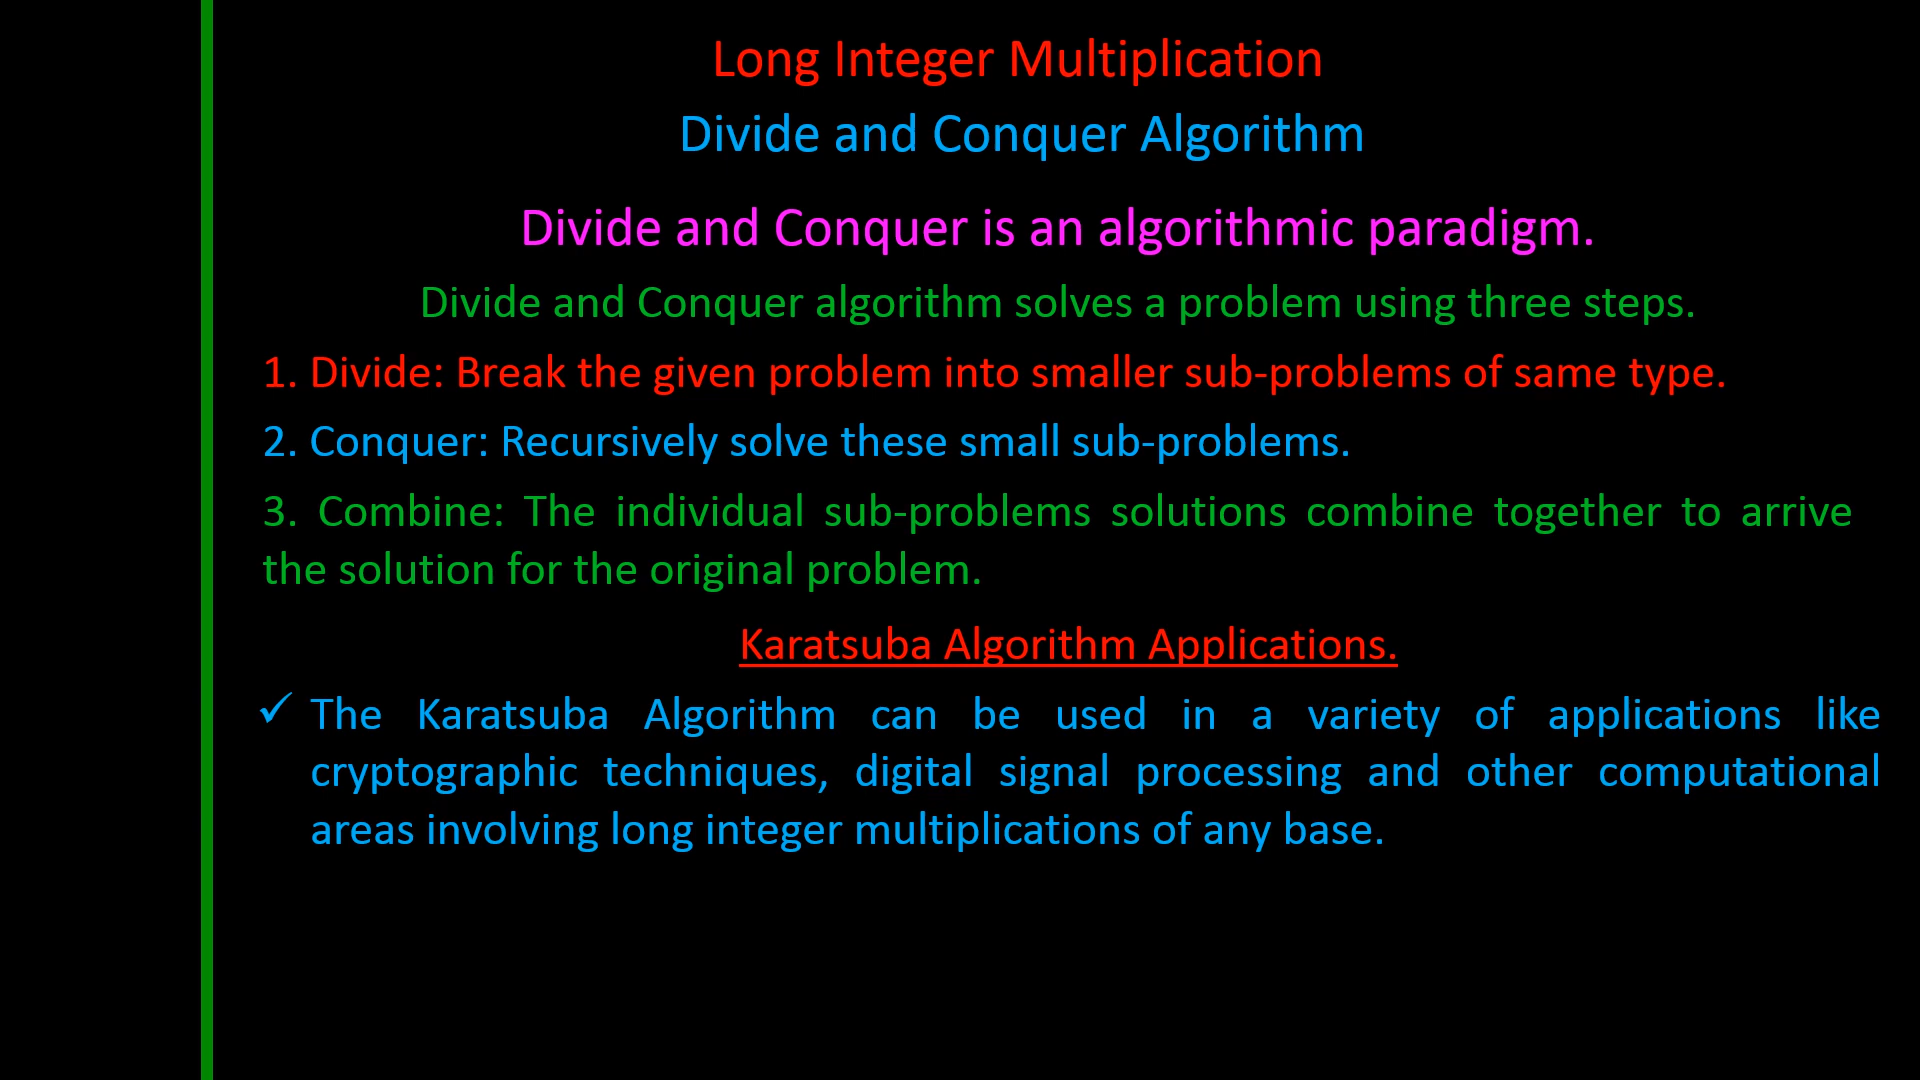 Long Integer Multiplication
Divide and Conquer Algorithm
Divide and Conquer is an algorithmic paradigm.
Divide and Conquer algorithm solves a problem using three steps.
1. Divide: Break the given problem into smaller sub-problems of same type.
2. Conquer: Recursively solve these small sub-problems.
3. Combine: The individual sub-problems solutions combine together to arrive
the solution for the original problem.
Karatsuba Algorithm Applications.
✓ The Karatsuba Algorithm can be used in a variety of applications like
cryptographic techniques, digital signal processing and other computational
areas involving long integer multiplications of any base.